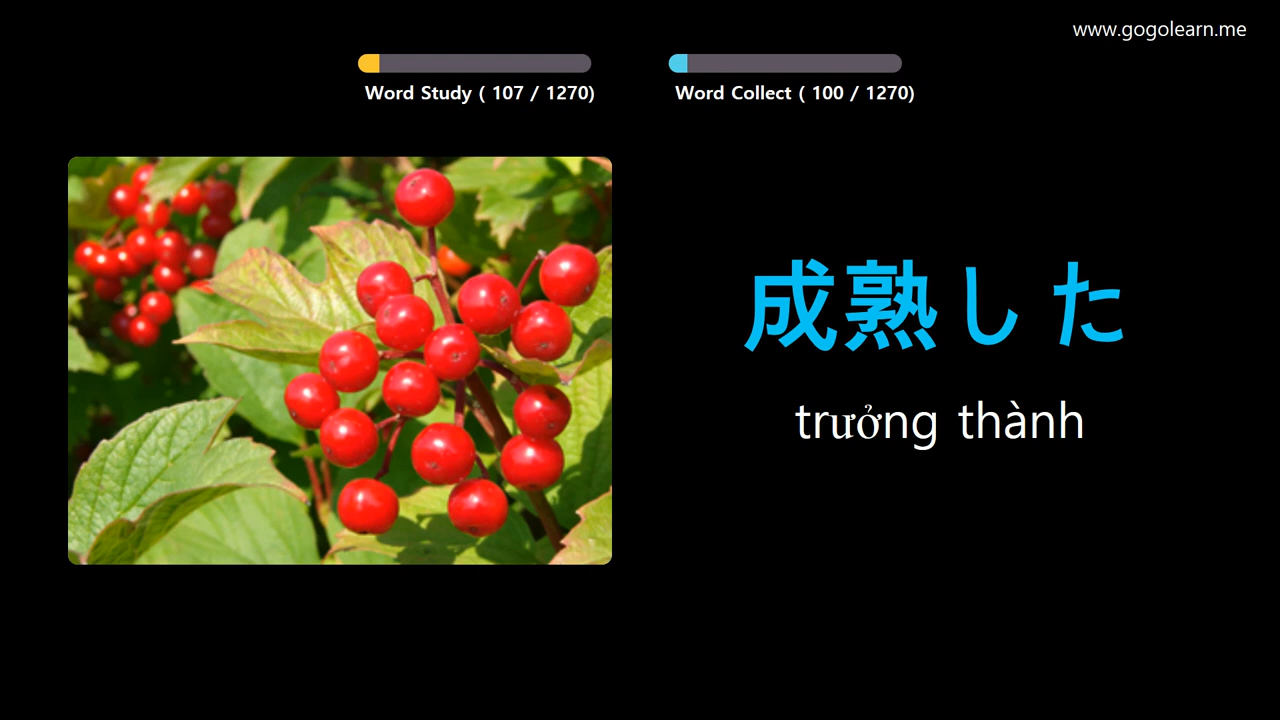 www.gogolearn.me
Word Study ( 107 / 1270)
Word Collect ( 100 / 1270)
成熟した
trưởng thành